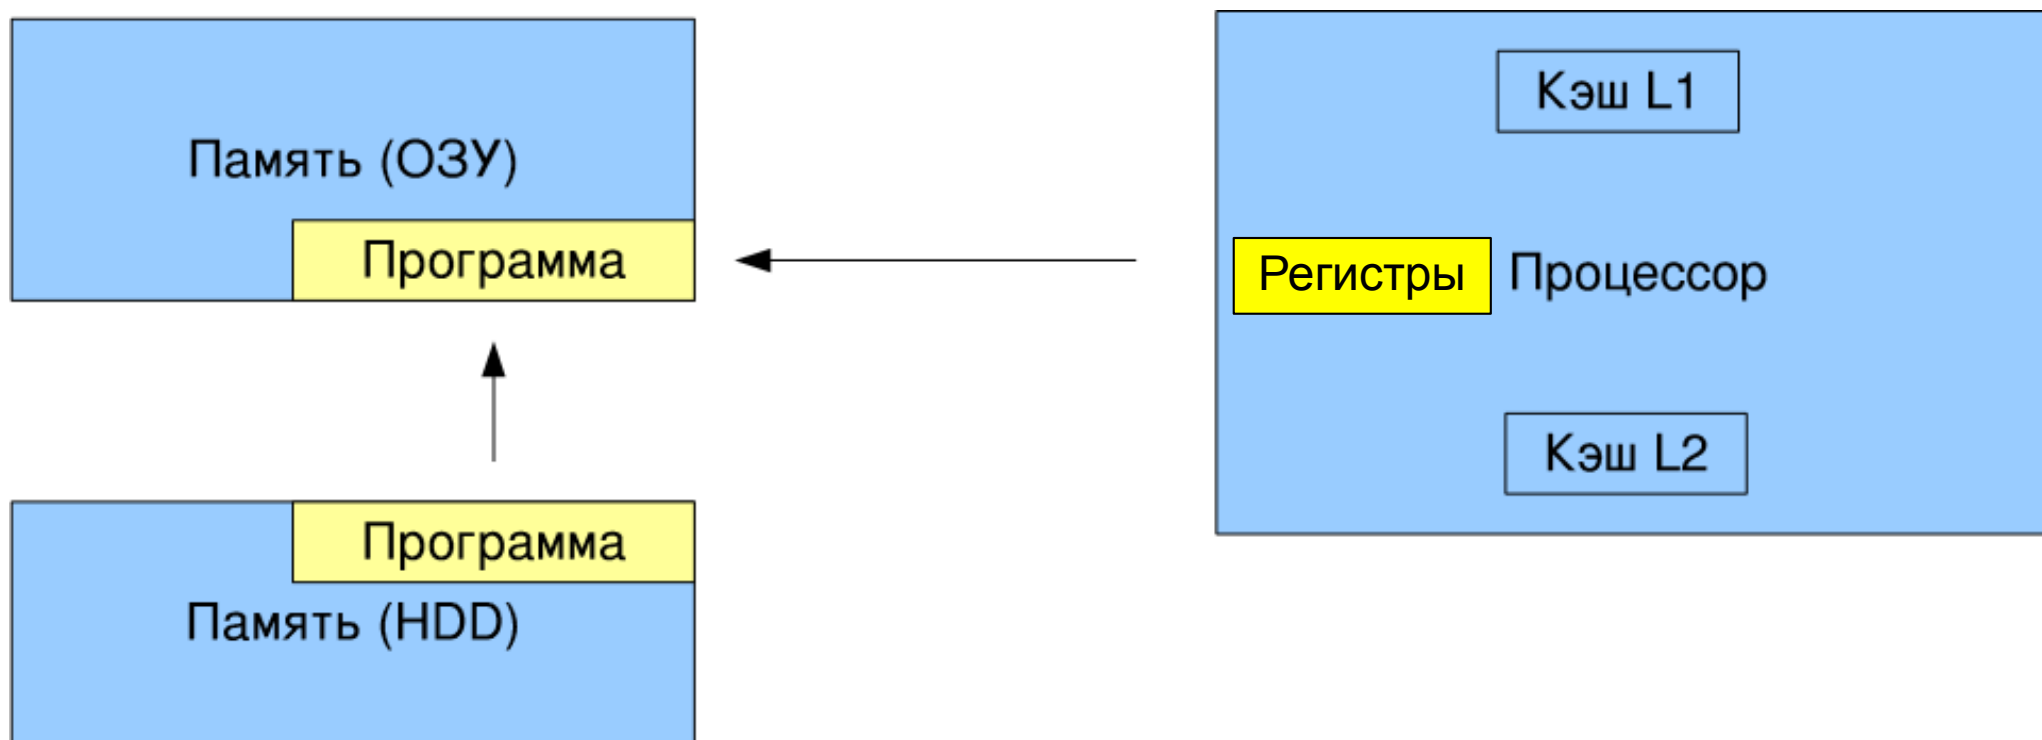 Память (ОЗУ)
Программа
Программа
Память (HDD)
Кэш L1
Регистры Процессор
Кэш L2